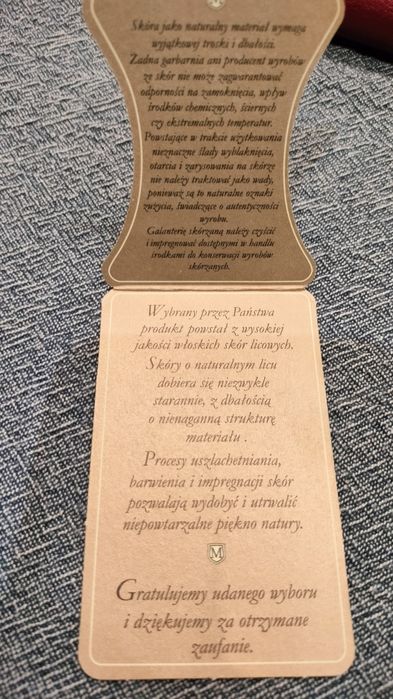 Skóra jako naturalny materiał wymaga
wyjątkowej troski i dbałości.
Żadna garbarnia ani producent wyrobów
ze skór nie może zagwarantować
odporności na zamoknięcia, wpływ
środków chemicznych, ściernych
czy ekstremalnych temperatur.
Powstające w trakcie użytkowania
nieznaczne ślady wyblaknięcia,
otarcia i zarysowania na skórze
nie należy traktować jako wady,
ponieważ są to naturalne oznaki
zużycia, świadczące o autentyczności
wyrobu.
Galanterię skórzaną należy czyścić
i impregnować dostępnymi w handlu
środkami do konserwacji wyrobów
skórzanych.
Wybrany przez Państwa
produkt powstał z wysokiej
jakości włoskich skór licowych.
Skóry o naturalnym licu
dobiera się niezwykle
starannie, z dbałością
o nienaganną strukturę
materiału .
Procesy uszlachetniania,
barwienia i impregnacji skór
pozwalają wydobyć i utrwalić
niepowtarzalne piękno natury.
M
Gratulujemy udanego wyboru
i dziękujemy za otrzymane
zaufanie.